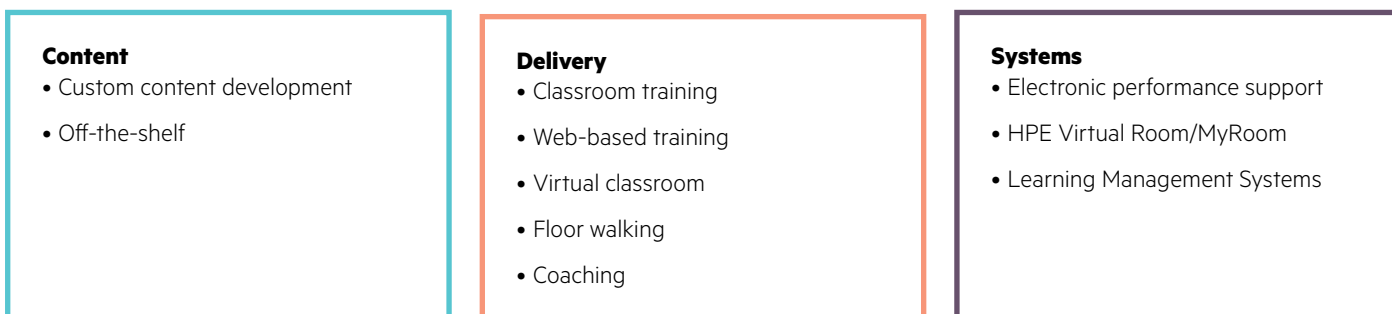 Content
• Custom content development
• Off-the-shelf
Delivery
• Classroom training
• Web-based training
• Virtual classroom
• Floor walking
• Coaching
Systems
• Electronic performance support
• HPE Virtual Room/MyRoom
• Learning Management Systems